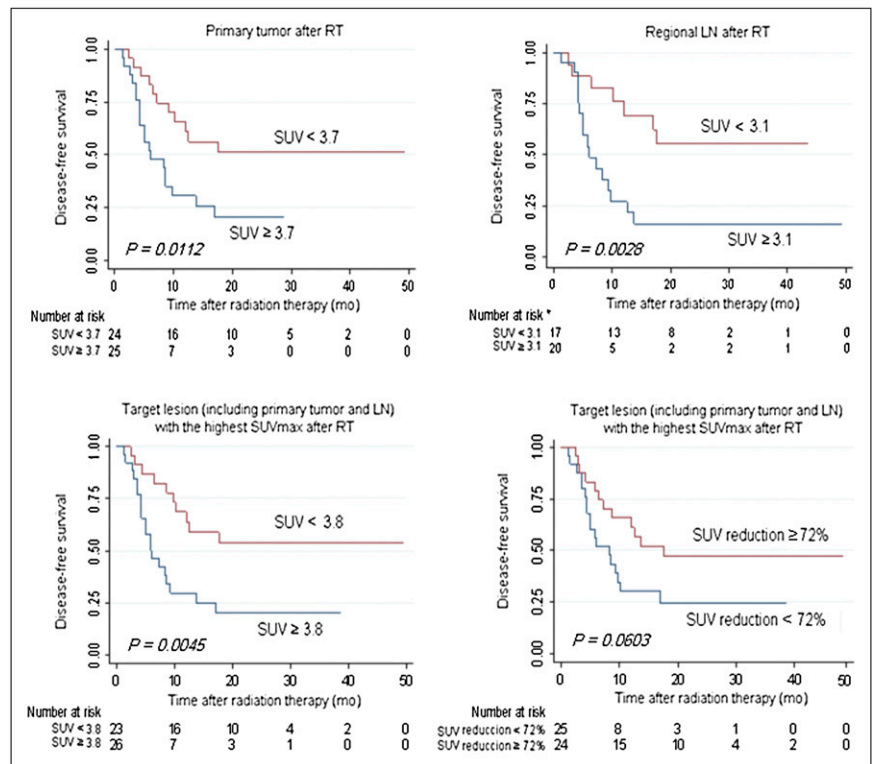 Primary tumor after RT
Disease-free survival
1.00
0.75
0.50
0.25
0.00
SUV < 3.7
SUV ≥ 3.7
P = 0.0112
0 10 20 30 40 50
Time after radiation therapy (mo)
Number at risk
SUV < 3.7 24 16 10 5 2 0
SUV ≥ 3.7 25 7 3 0 0 0
Regional LN after RT
Disease-free survival
1.00
0.75
0.50
0.25
0.00
SUV < 3.1
SUV ≥ 3.1
P = 0.0028
0 10 20 30 40 50
Time after radiation therapy (mo)
Number at risk *
SUV < 3.1 17 13 8 2 1 0
SUV ≥ 3.1 20 5 2 2 1 0
Target lesion (including primary tumor and LN)
with the highest SUVmax after RT
Disease-free survival
1.00
0.75
0.50
0.25
0.00
SUV < 3.8
SUV ≥ 3.8
P = 0.0045
0 10 20 30 40 50
Time after radiation therapy (mo)
Number at risk
SUV < 3.8 23 16 10 4 2 0
SUV ≥ 3.8 26 7 3 1 0 0
Target lesion (including primary tumor and LN)
with the highest SUVmax after RT
Disease-free survival
1.00
0.75
0.50
0.25
0.00
SUV reduction ≥ 72%
SUV reduction < 72%
P = 0.0603
0 10 20 30 40 50
Time after radiation therapy (mo)
Number at risk
SUV reduccion < 72% 25 8 3 1 0 0
SUV reduccion ≥ 72% 24 15 10 4 2 0